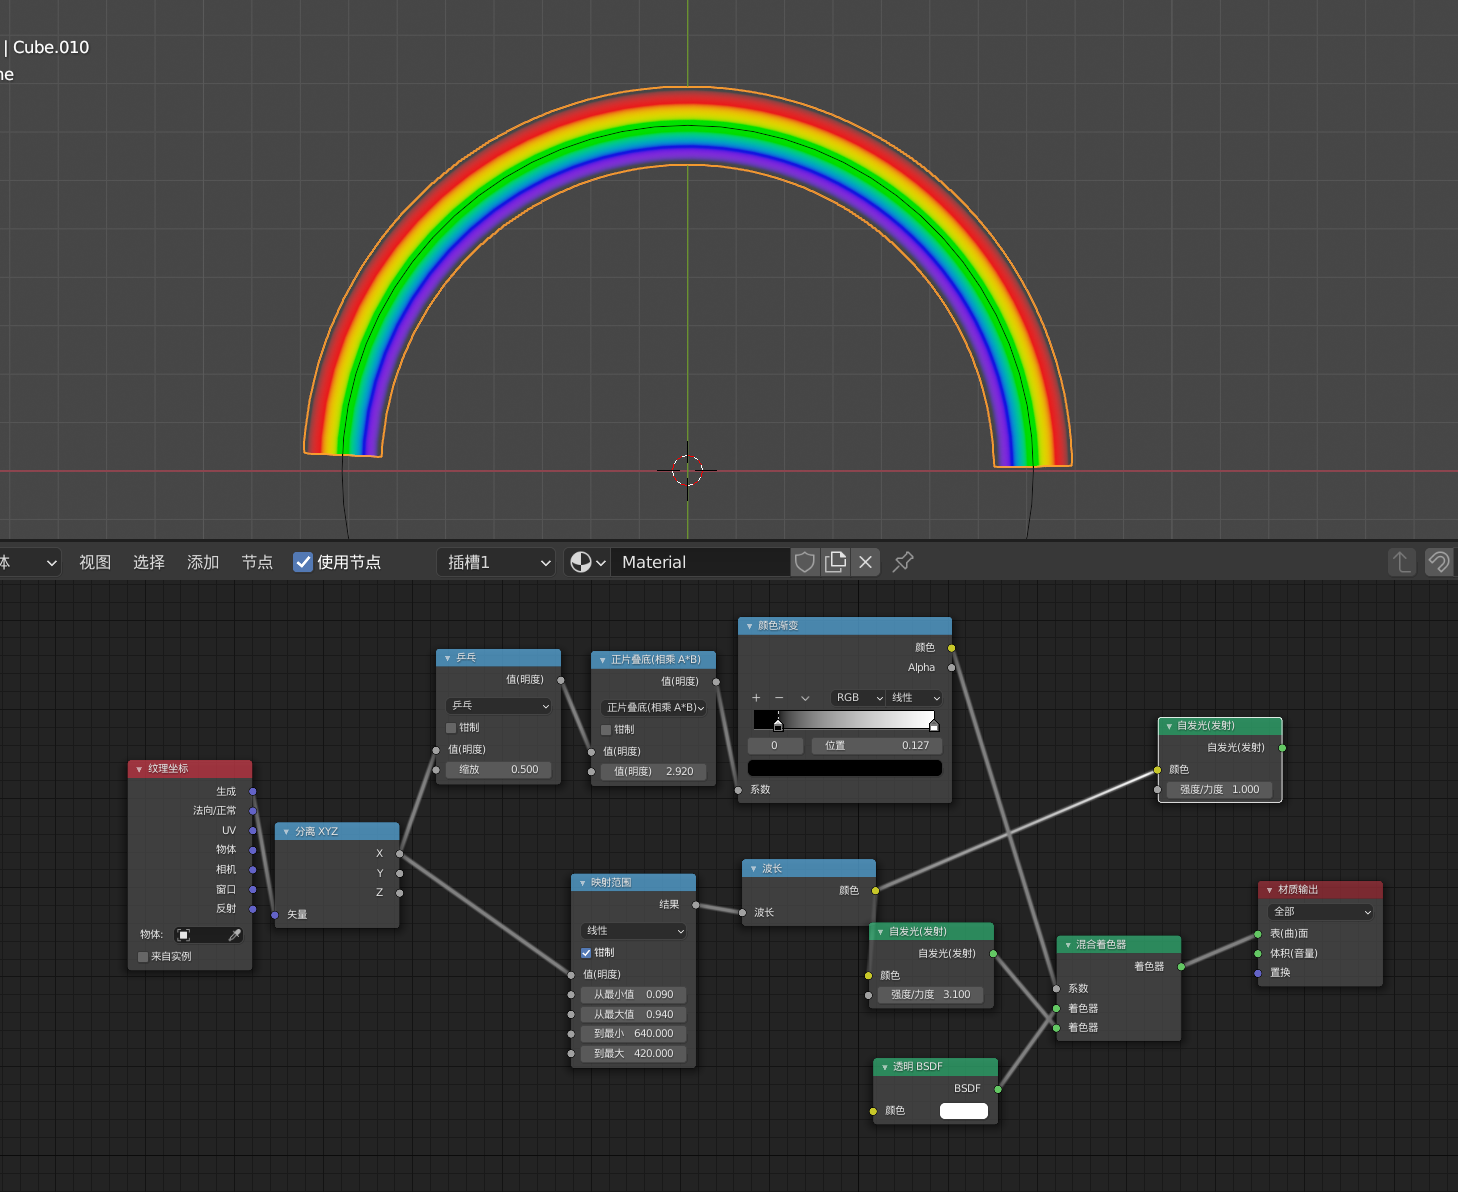 | Cube.010
ne
体
视图
选择
添加
节点
使用节点
插槽1
Material
纹理坐标
生成
法向/正常
UV
物体
相机
窗口
反射
物体:
来自实例
分离 XYZ
X
Y
Z
矢量
乒乓
值(明度)
乒乓
钳制
值(明度)
缩放 0.500
正片叠底(相乘 A*B)
值(明度)
正片叠底(相乘 A*B)
钳制
值(明度)
值(明度) 2.920
颜色渐变
颜色
Alpha
+ −
RGB
线性
0
位置 0.127
系数
映射范围
结果
线性
钳制
值(明度)
从最小值 0.090
从最大值 0.940
到最小 640.000
到最大 420.000
波长
颜色
波长
自发光(发射)
自发光(发射)
颜色
强度/力度 3.100
透明 BSDF
BSDF
颜色
自发光(发射)
自发光(发射)
颜色
强度/力度 1.000
混合着色器
着色器
系数
着色器
着色器
材质输出
全部
表(曲)面
体积(音量)
置换